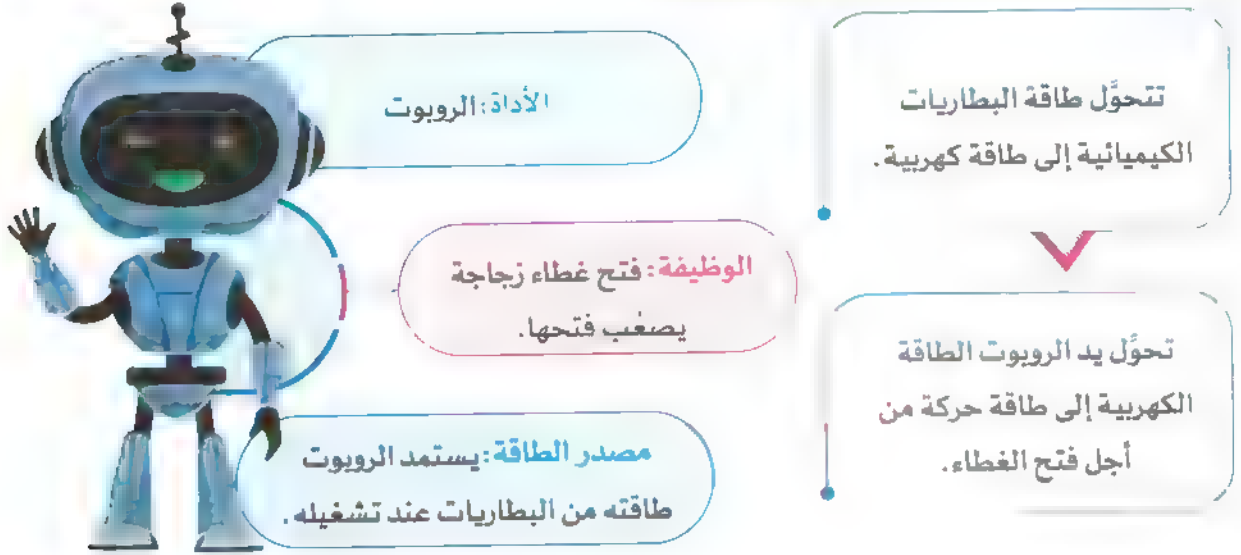 تتحوَّل طاقة البطاريات
الكيميائية إلى طاقة كهربية.
تحوِّل يد الروبوت الطاقة
الكهربية إلى طاقة حركة من
أجل فتح الغطاء.
الأداة: الروبوت
الوظيفة: فتح غطاء زجاجة
يصعُب فتحها.
مصدر الطاقة: يستمد الروبوت
طاقته من البطاريات عند تشغيله.